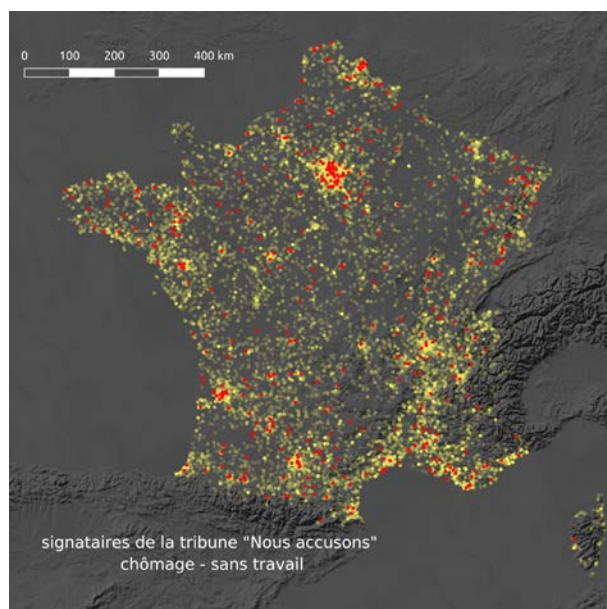 0 100 200 300 400 km
signataires de la tribune "Nous accusons"
chômage - sans travail